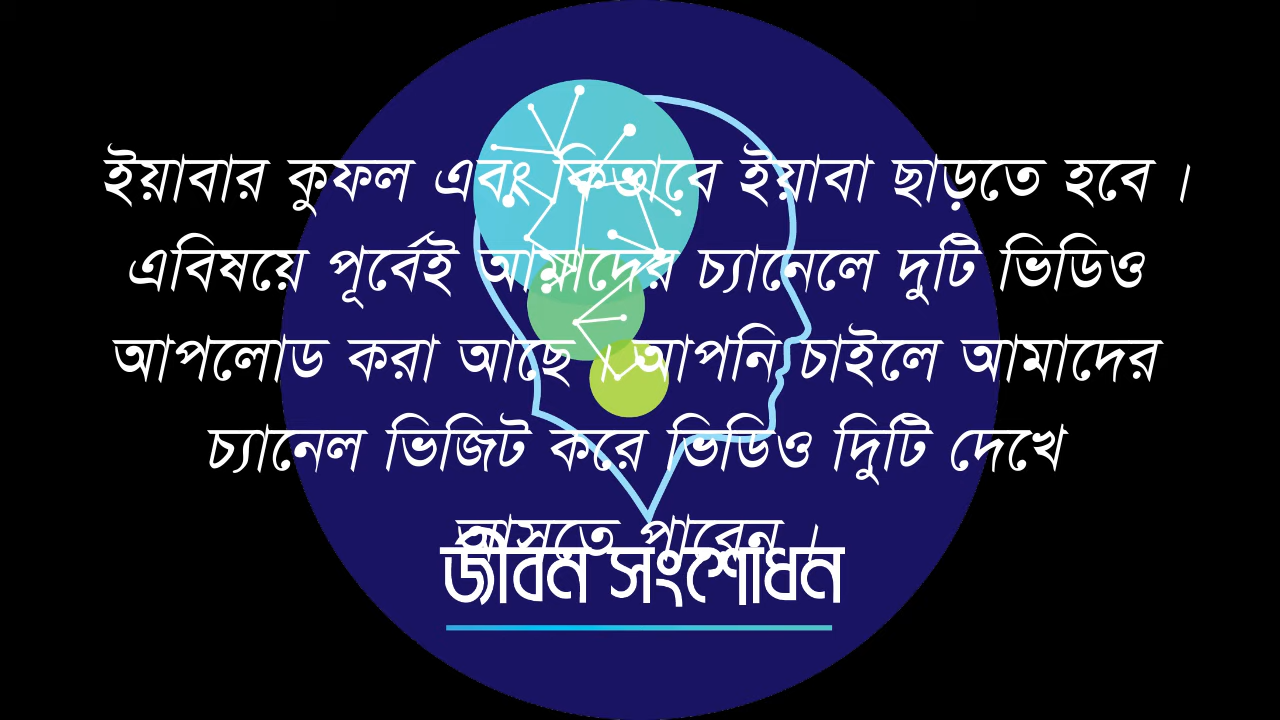 ইয়াবার কুফল এবং কিভাবে ইয়াবা ছাড়তে হবে ।
এবিষয়ে পূর্বেই আমাদের চ্যানেলে দুটি ভিডিও
আপলোড করা আছে । আপনি চাইলে আমাদের
চ্যানেল ভিজিট করে ভিডিও দুিটি দেখে
আসতে পারেন ।
জীবন সংশোধন